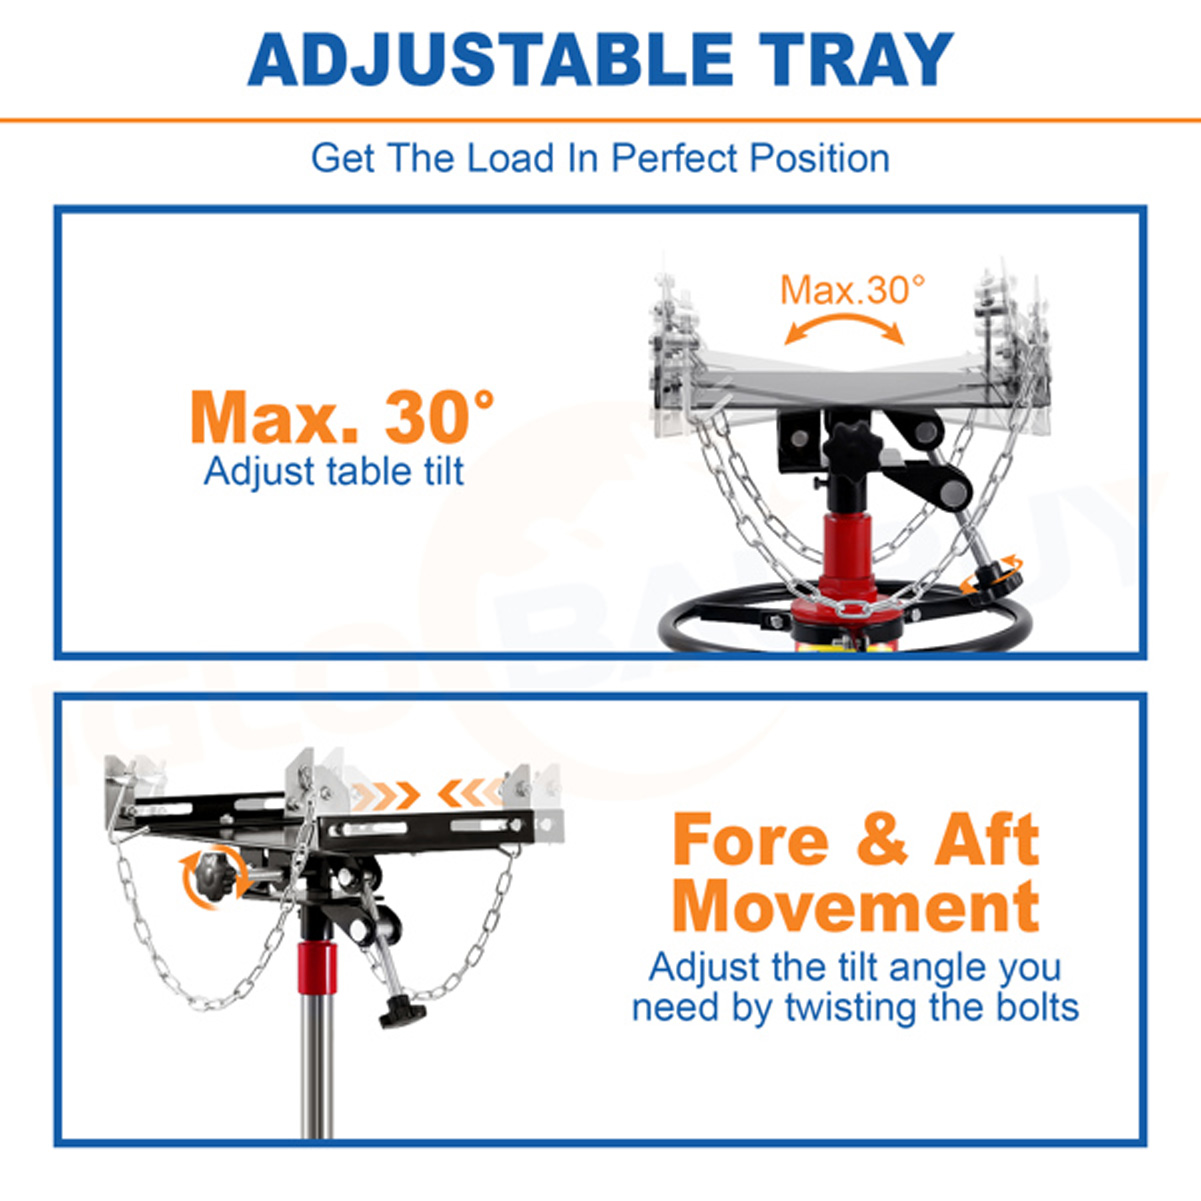 ADJUSTABLE TRAY
Get The Load In Perfect Position
Max.30°
Max. 30°
Adjust table tilt
Fore & Aft
Movement
Adjust the tilt angle you
need by twisting the bolts